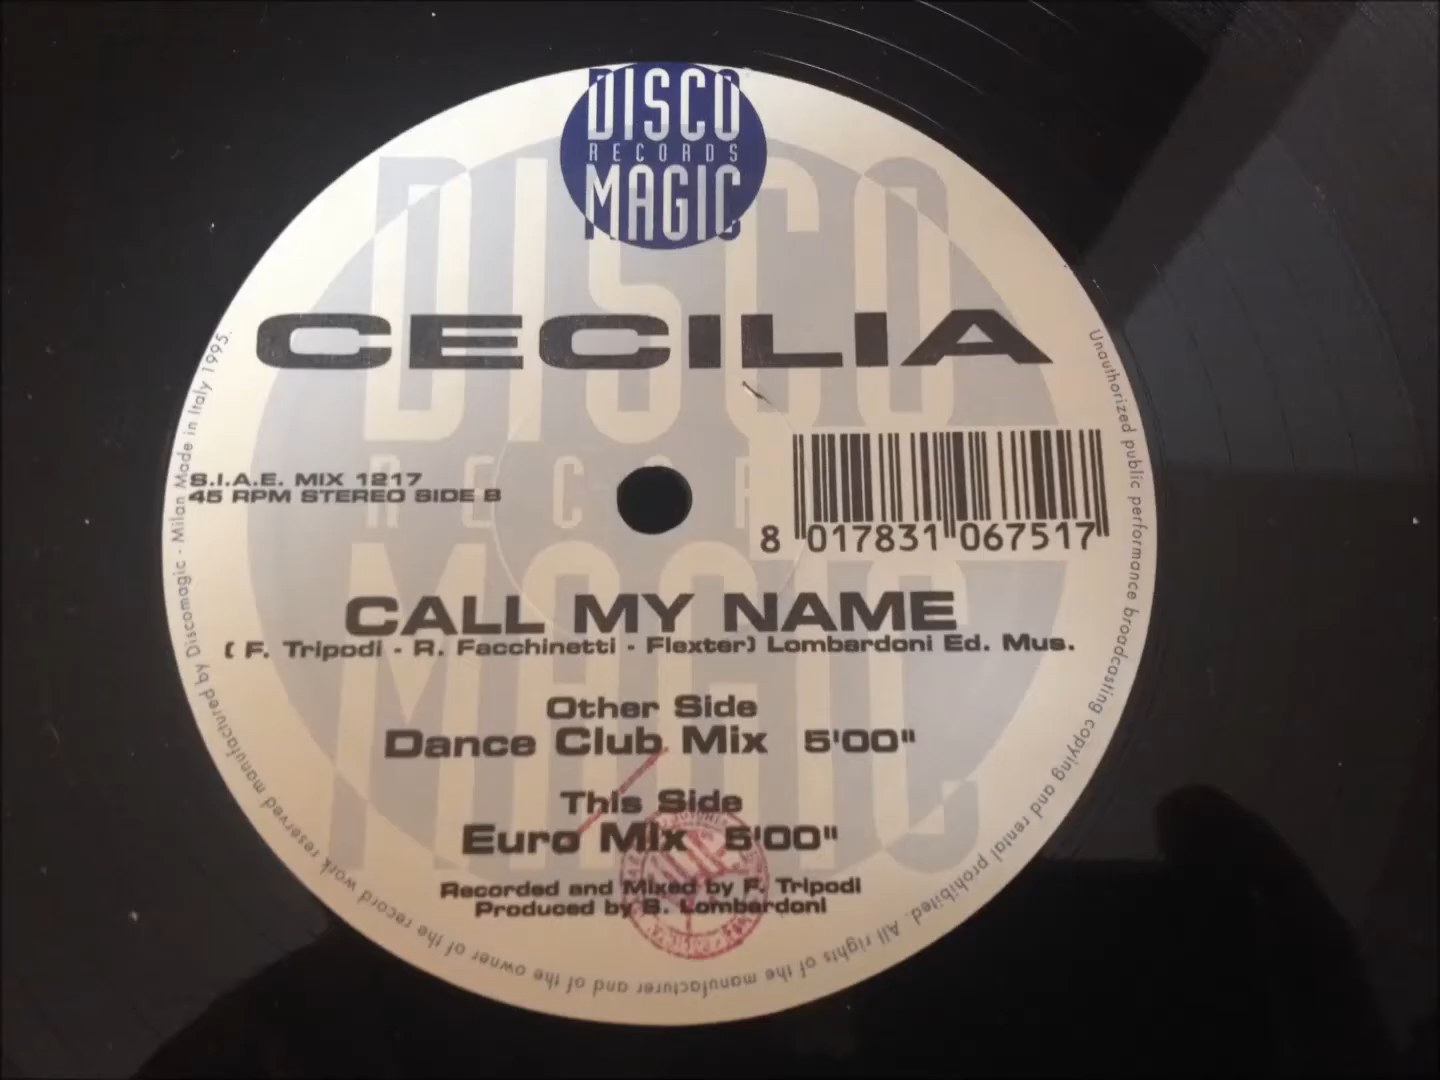 DISCO
RECORDS
MAGIC
DISCO
MAGIC
CECILIA
S.I.A.E. MIX 1217
45 RPM STEREO SIDE B
8 017831 067517
CALL MY NAME
( F. Tripodi - R. Facchinetti - Flexter) Lombardoni Ed. Mus.
Other Side
Dance Club Mix 5'00"
This Side
Euro Mix 5'00"
Recorded and Mixed by F. Tripodi
Produced by S. Lombardoni
Unauthorized public performance broadcasting copying and rental prohibited. All rights of the manufacturer and of the owner of the record work reserved manufactured by Discomagic - Milan Made in Italy 1995.